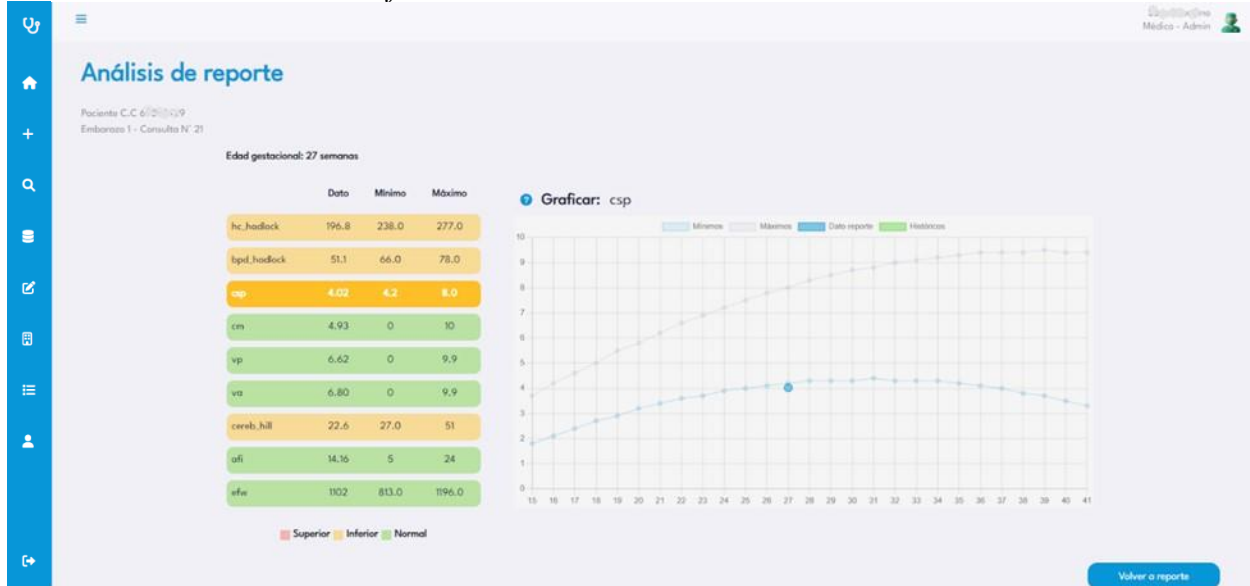 Médico - Admin
Análisis de reporte
Paciente C.C
Embarazo 1 - Consulta N° 21
Edad gestacional: 27 semanas
Dato Mínimo Máximo
hc_hadlock 196.8 238.0 277.0
bpd_hadlock 51.1 66.0 78.0
csp 4.02 4.2 8.0
cm 4.93 0 10
vp 6.62 0 9.9
va 6.80 0 9.9
cereb_hill 22.6 27.0 51
afi 14.16 5 24
efw 1102 813.0 1196.0
Superior Inferior Normal
? Graficar: csp
Mínimos Máximos Dato reporte Históricos
10
9
8
7
6
5
4
3
2
1
0
15 16 17 18 19 20 21 22 23 24 25 26 27 28 29 30 31 32 33 34 35 36 37 38 39 40 41
Volver a reporte